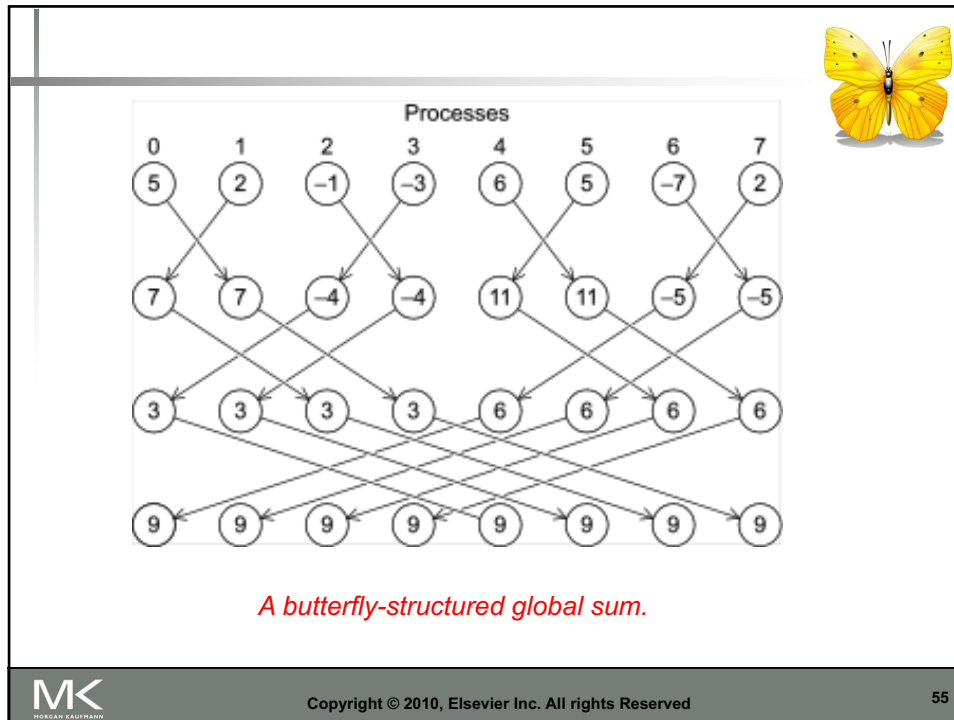 Processes
0 1 2 3 4 5 6 7
5 2 –1 –3 6 5 –7 2
7 7 –4 –4 11 11 –5 –5
3 3 3 3 6 6 6 6
9 9 9 9 9 9 9 9
A butterfly-structured global sum.
MK
MORGAN KAUFMANN
Copyright © 2010, Elsevier Inc. All rights Reserved
55